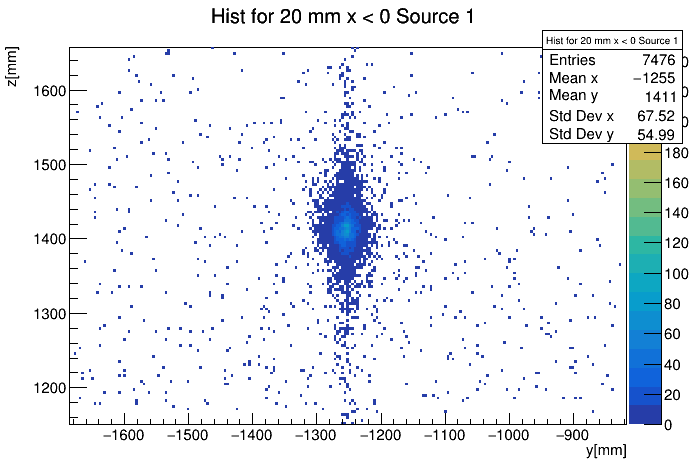 Hist for 20 mm x < 0 Source 1
Hist for 20 mm x < 0 Source 1
Entries 7476
Mean x −1255
Mean y 1411
Std Dev x 67.52
Std Dev y 54.99
z[mm]
1600
1500
1400
1300
1200
−1600 −1500 −1400 −1300 −1200 −1100 −1000 −900
y[mm]
180
160
140
120
100
80
60
40
20
0